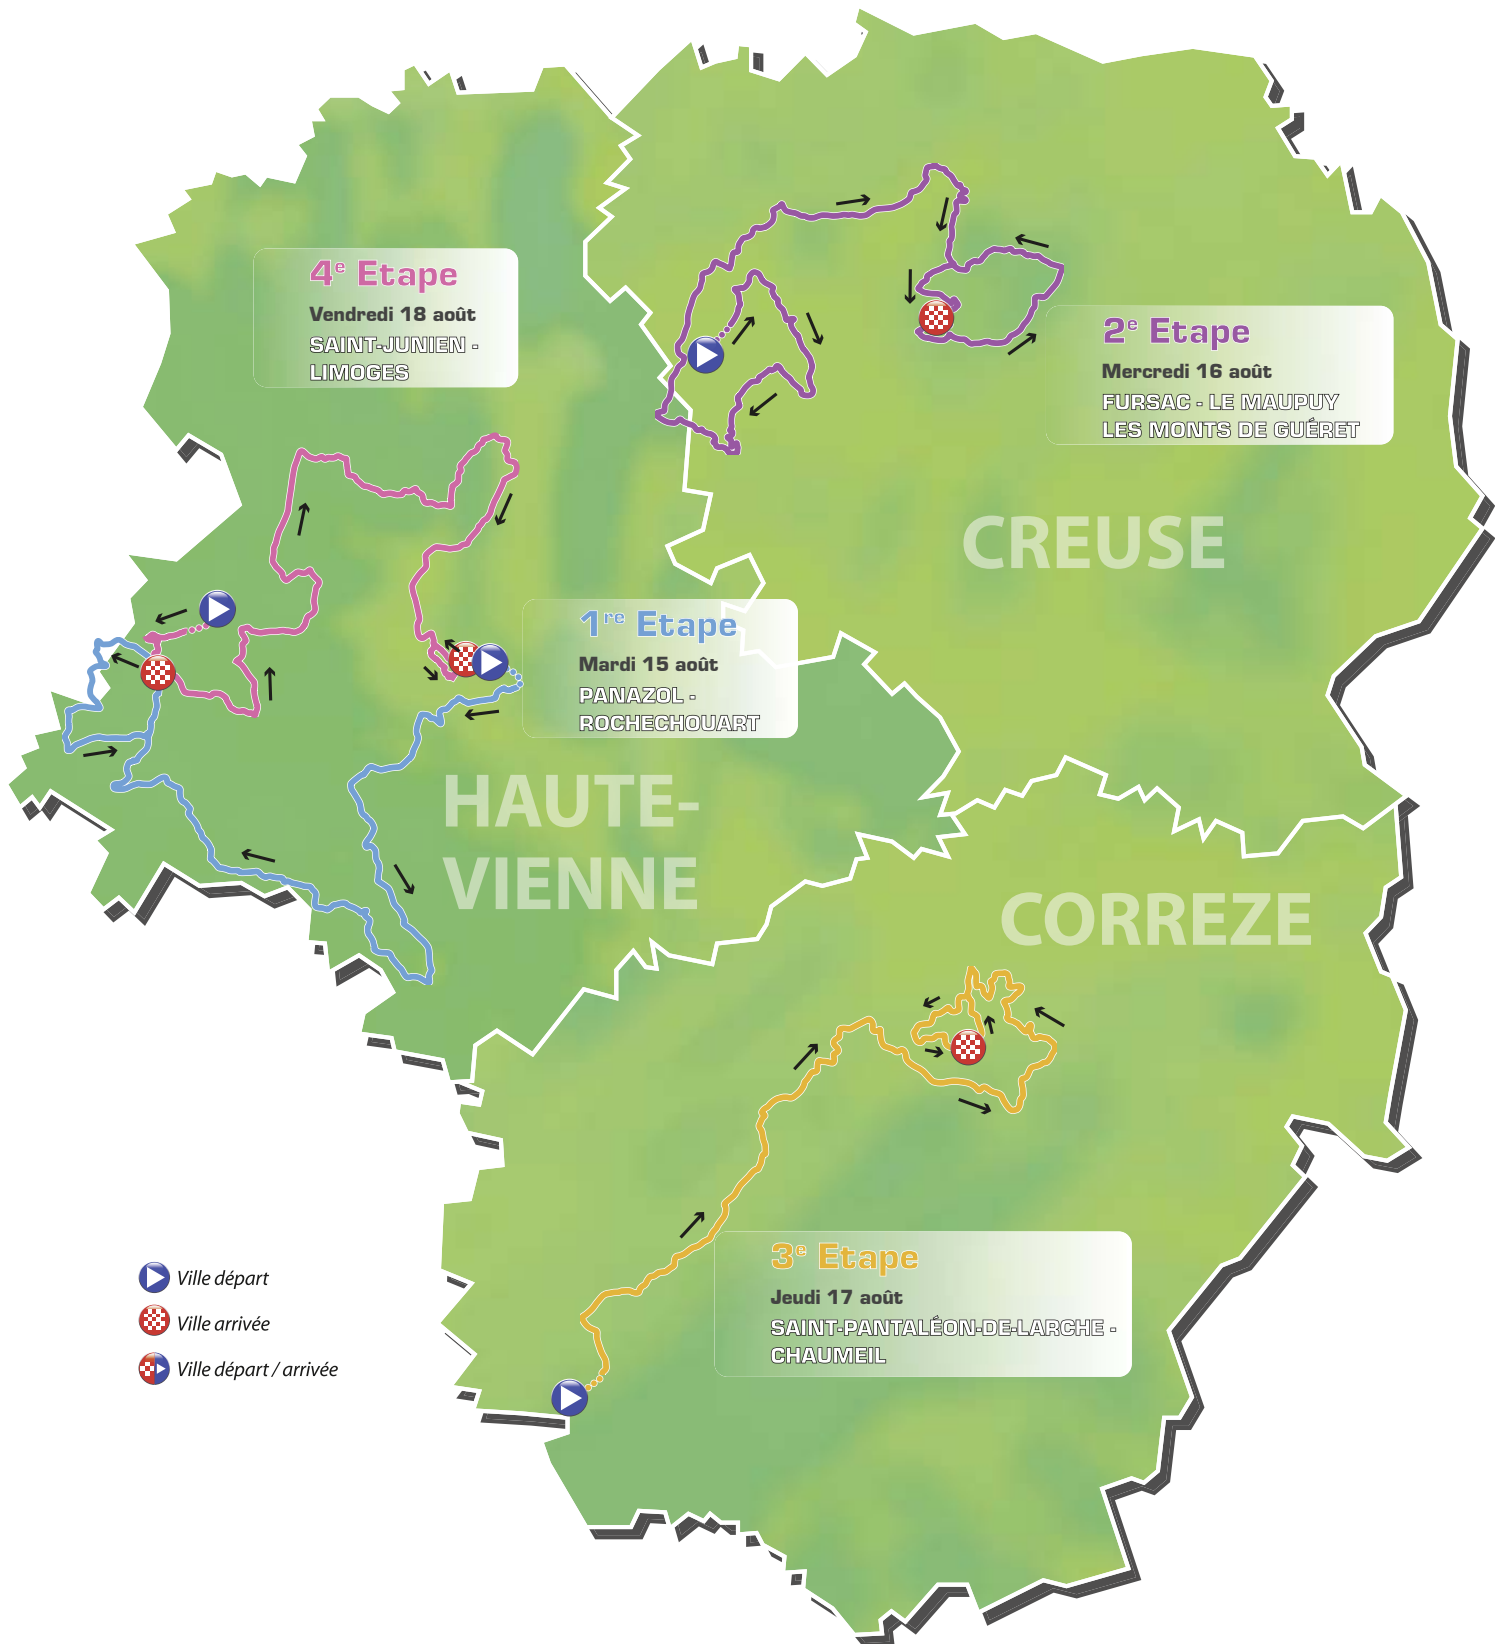 4e Etape
Vendredi 18 août
SAINT-JUNIEN -
LIMOGES
2e Etape
Mercredi 16 août
FURSAC - LE MAUPUY
LES MONTS DE GUÉRET
CREUSE
1re Etape
Mardi 15 août
PANAZOL -
ROCHECHOUART
HAUTE-
VIENNE
CORREZE
3e Etape
Jeudi 17 août
SAINT-PANTALÉON-DE-LARCHE -
CHAUMEIL
Ville départ
Ville arrivée
Ville départ / arrivée